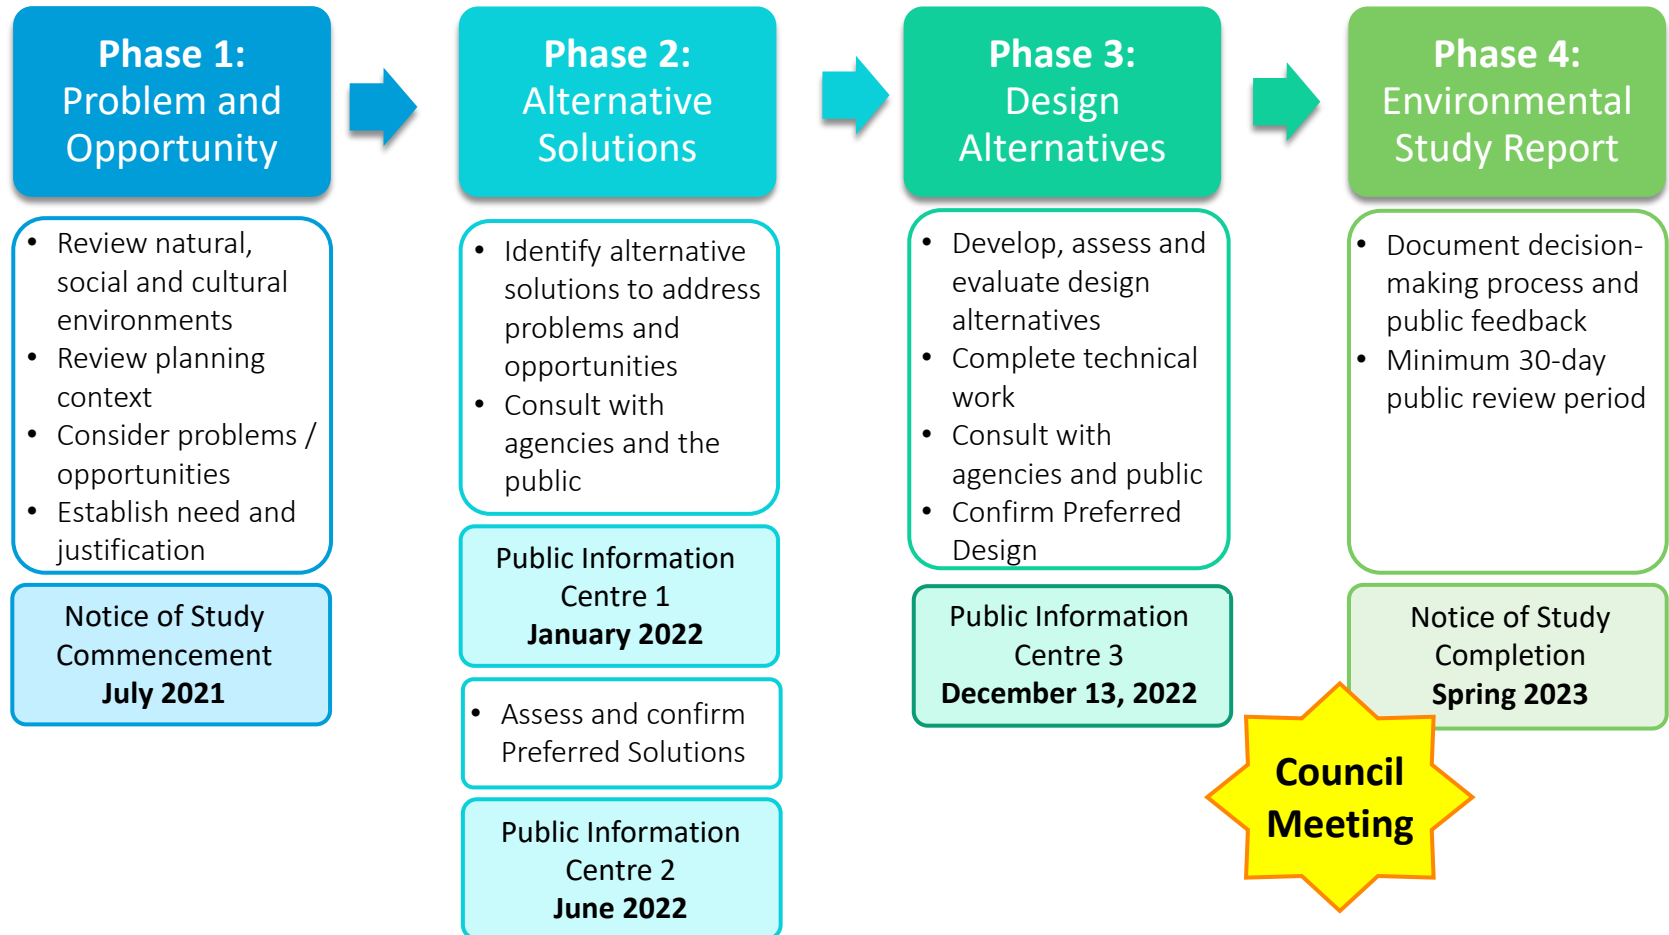 Phase 1:
Problem and
Opportunity
• Review natural,
social and cultural
environments
• Review planning
context
• Consider problems /
opportunities
• Establish need and
justification
Notice of Study
Commencement
July 2021
Phase 2:
Alternative
Solutions
• Identify alternative
solutions to address
problems and
opportunities
• Consult with
agencies and the
public
Public Information
Centre 1
January 2022
• Assess and confirm
Preferred Solutions
Public Information
Centre 2
June 2022
Phase 3:
Design
Alternatives
• Develop, assess and
evaluate design
alternatives
• Complete technical
work
• Consult with
agencies and public
• Confirm Preferred
Design
Public Information
Centre 3
December 13, 2022
Phase 4:
Environmental
Study Report
• Document decision-
making process and
public feedback
• Minimum 30-day
public review period
Notice of Study
Completion
Spring 2023
Council
Meeting